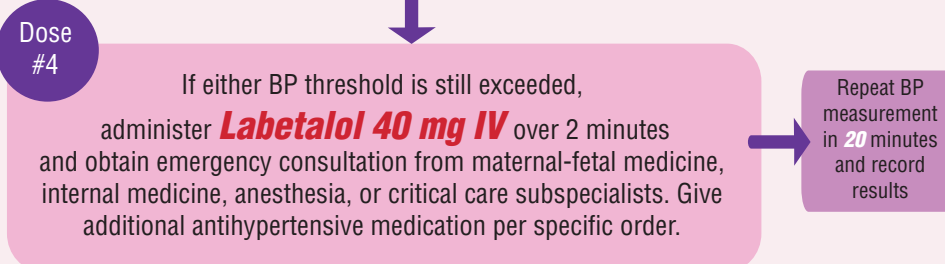 Dose
#4
If either BP threshold is still exceeded,
administer Labetalol 40 mg IV over 2 minutes
and obtain emergency consultation from maternal-fetal medicine,
internal medicine, anesthesia, or critical care subspecialists. Give
additional antihypertensive medication per specific order.
Repeat BP
measurement
in 20 minutes
and record
results